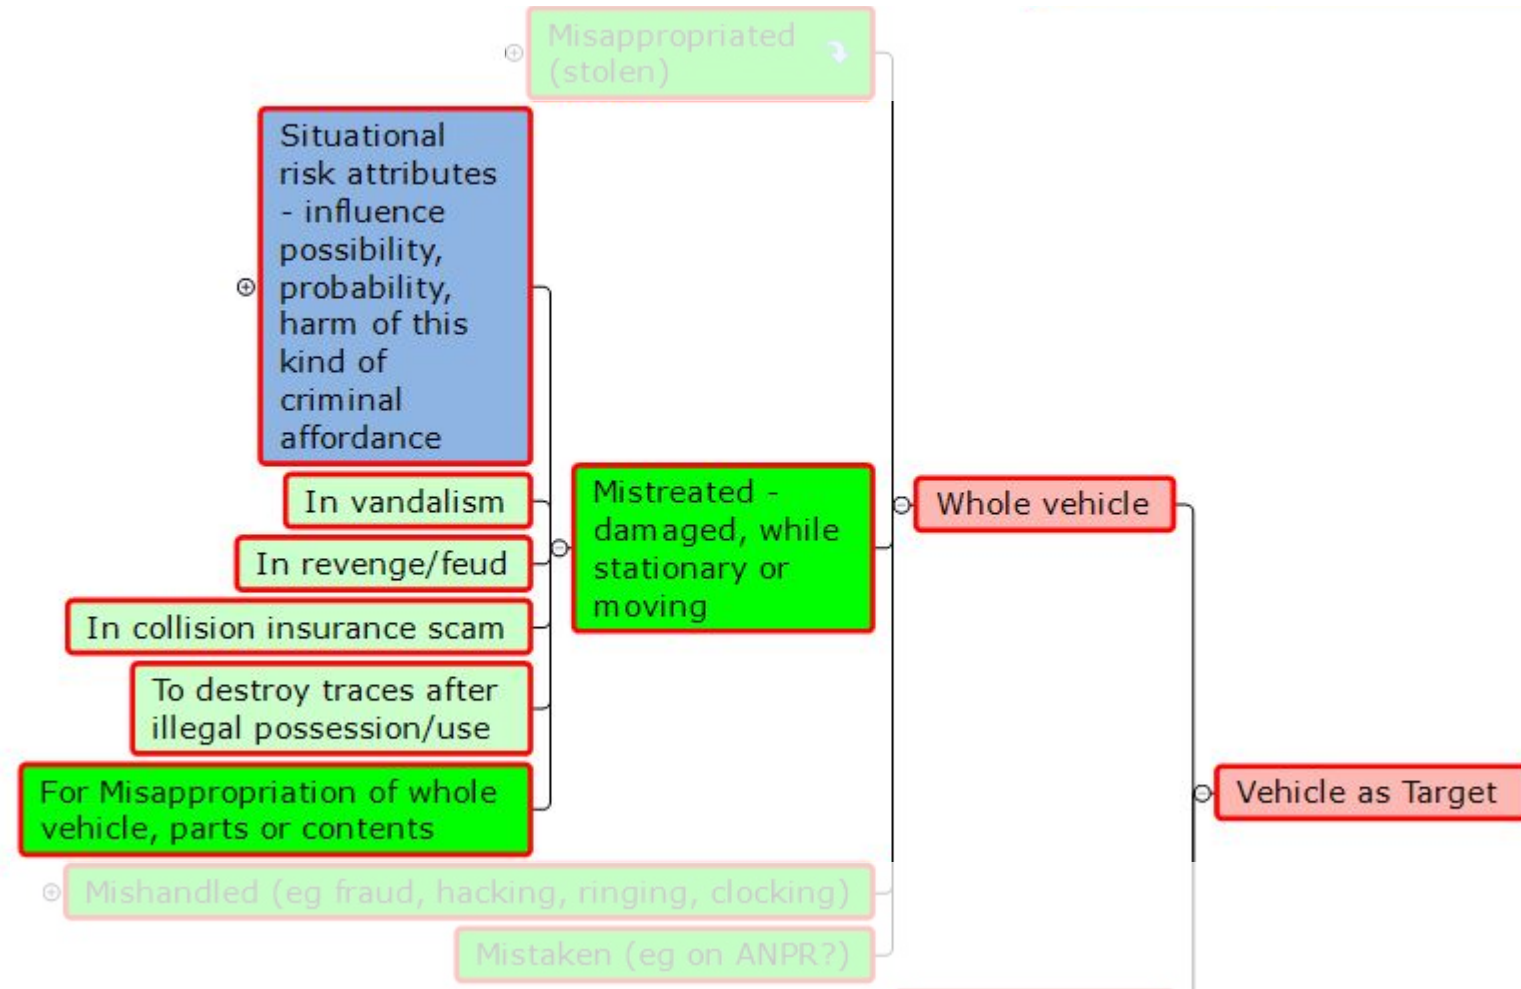 Misappropriated
(stolen)
Situational
risk attributes
- influence
possibility,
probability,
harm of this
kind of
criminal
affordance
In vandalism
In revenge/feud
In collision insurance scam
To destroy traces after
illegal possession/use
For Misappropriation of whole
vehicle, parts or contents
Mistreated -
damaged, while
stationary or
moving
Whole vehicle
Vehicle as Target
Mishandled (eg fraud, hacking, ringing, clocking)
Mistaken (eg on ANPR?)